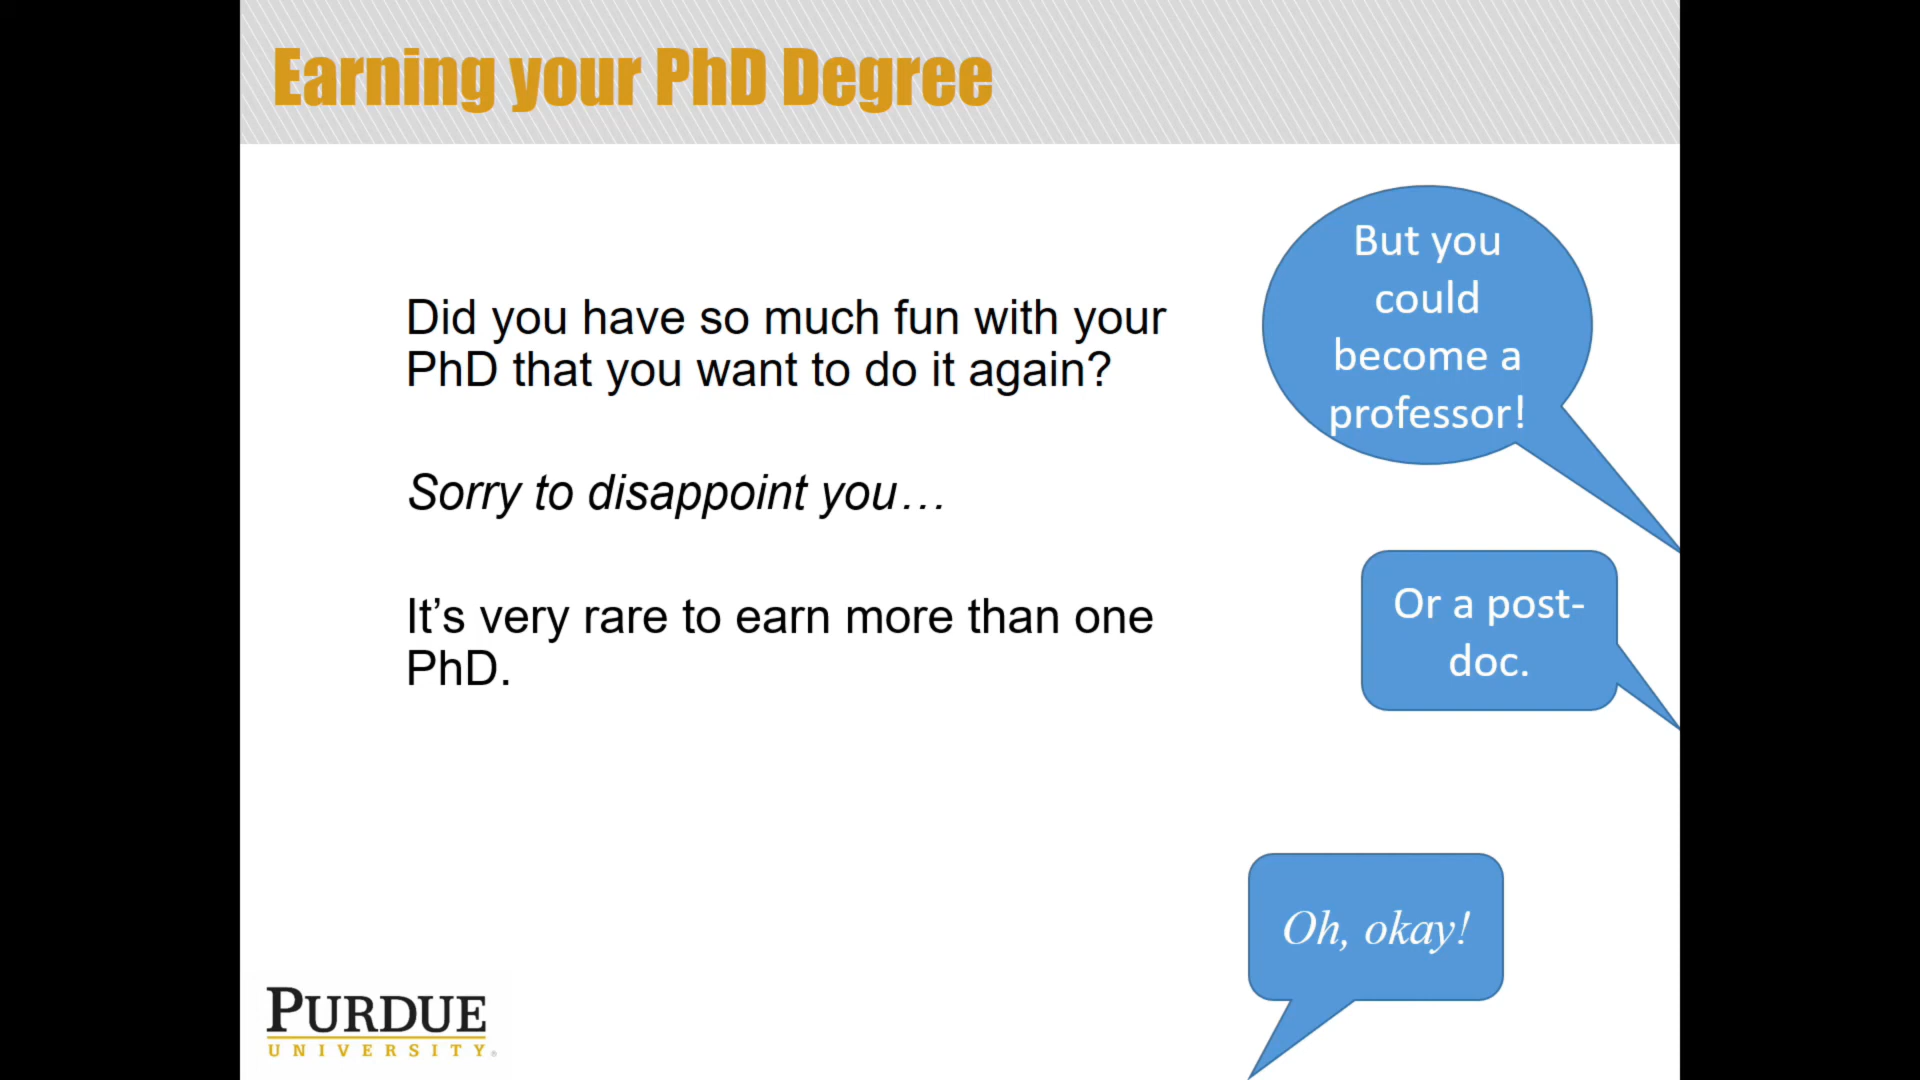 Earning your PhD Degree
Did you have so much fun with your
PhD that you want to do it again?
Sorry to disappoint you…
It’s very rare to earn more than one
PhD.
But you
could
become a
professor!
Or a post-
doc.
Oh, okay!
PURDUE
UNIVERSITY®